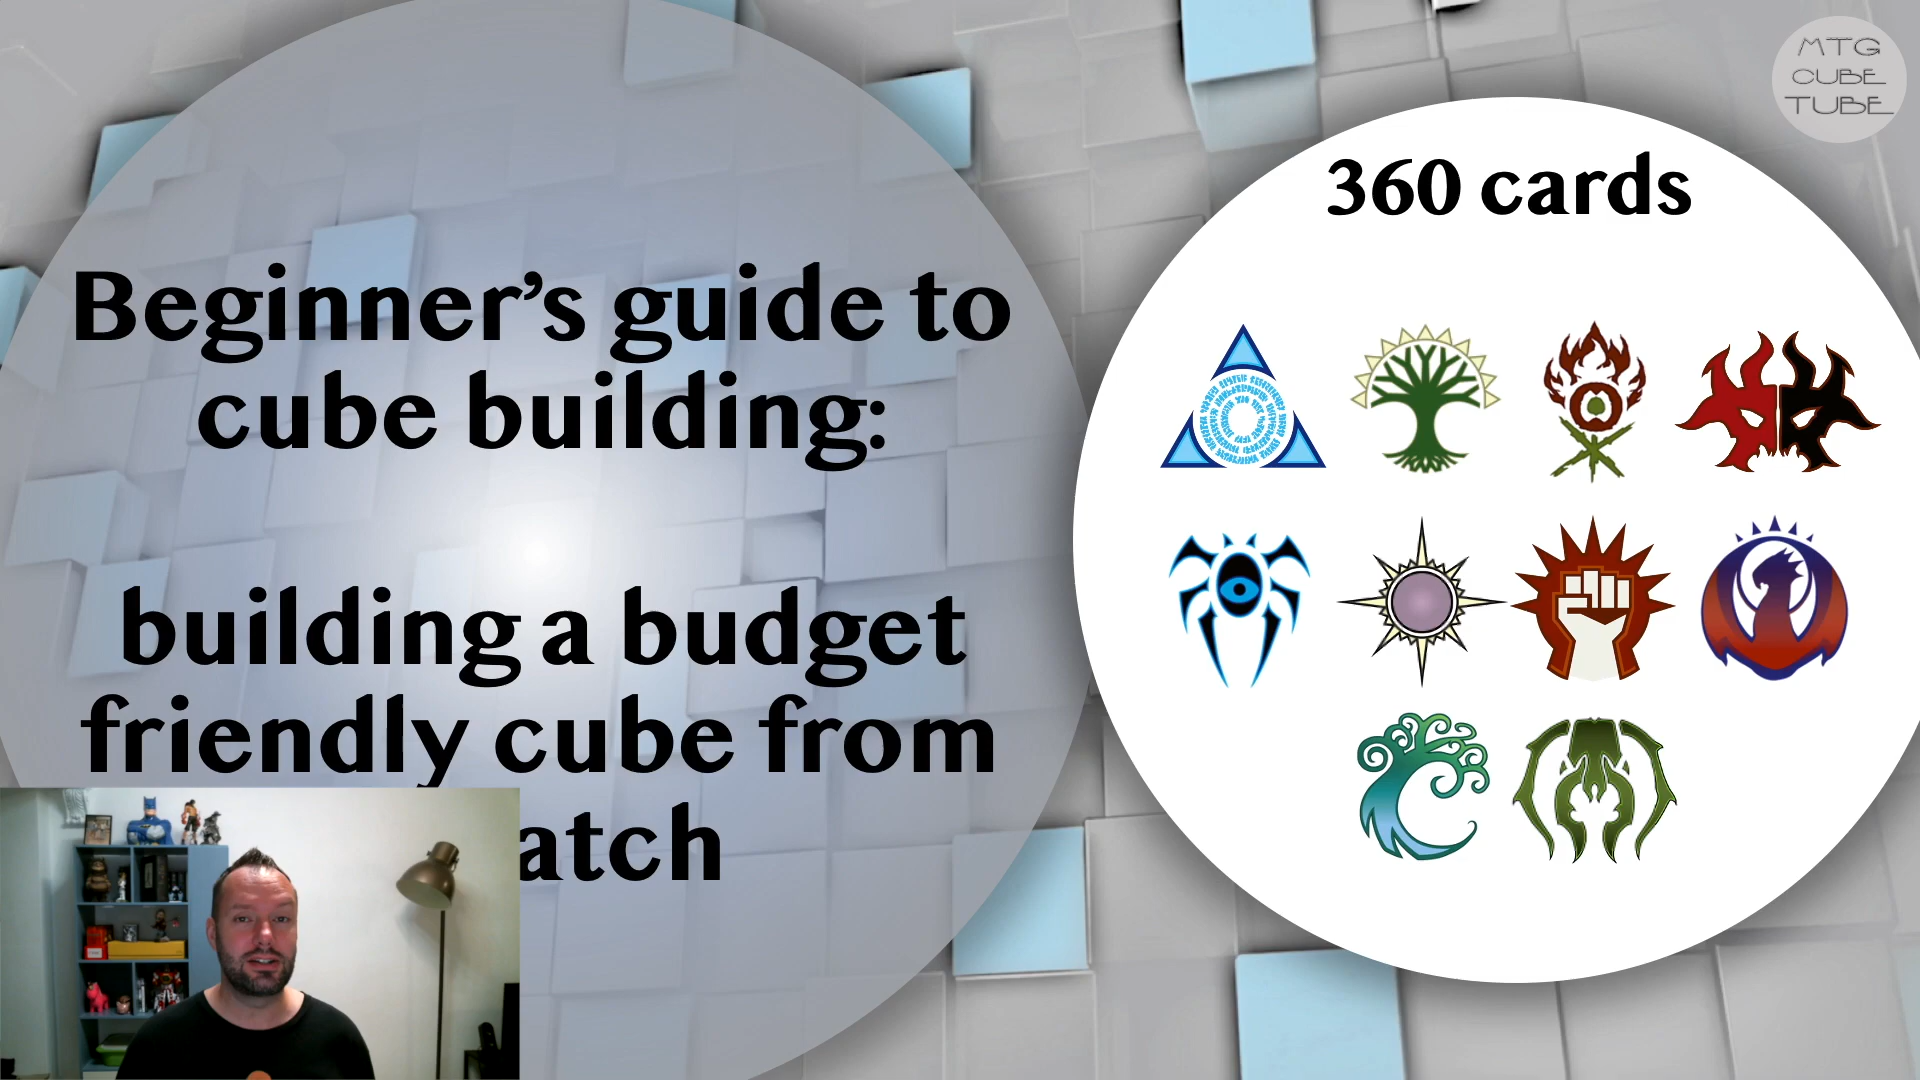 MTG
CUBE
TUBE
360 cards
Beginner’s guide to
cube building:
building a budget
friendly cube from
atch